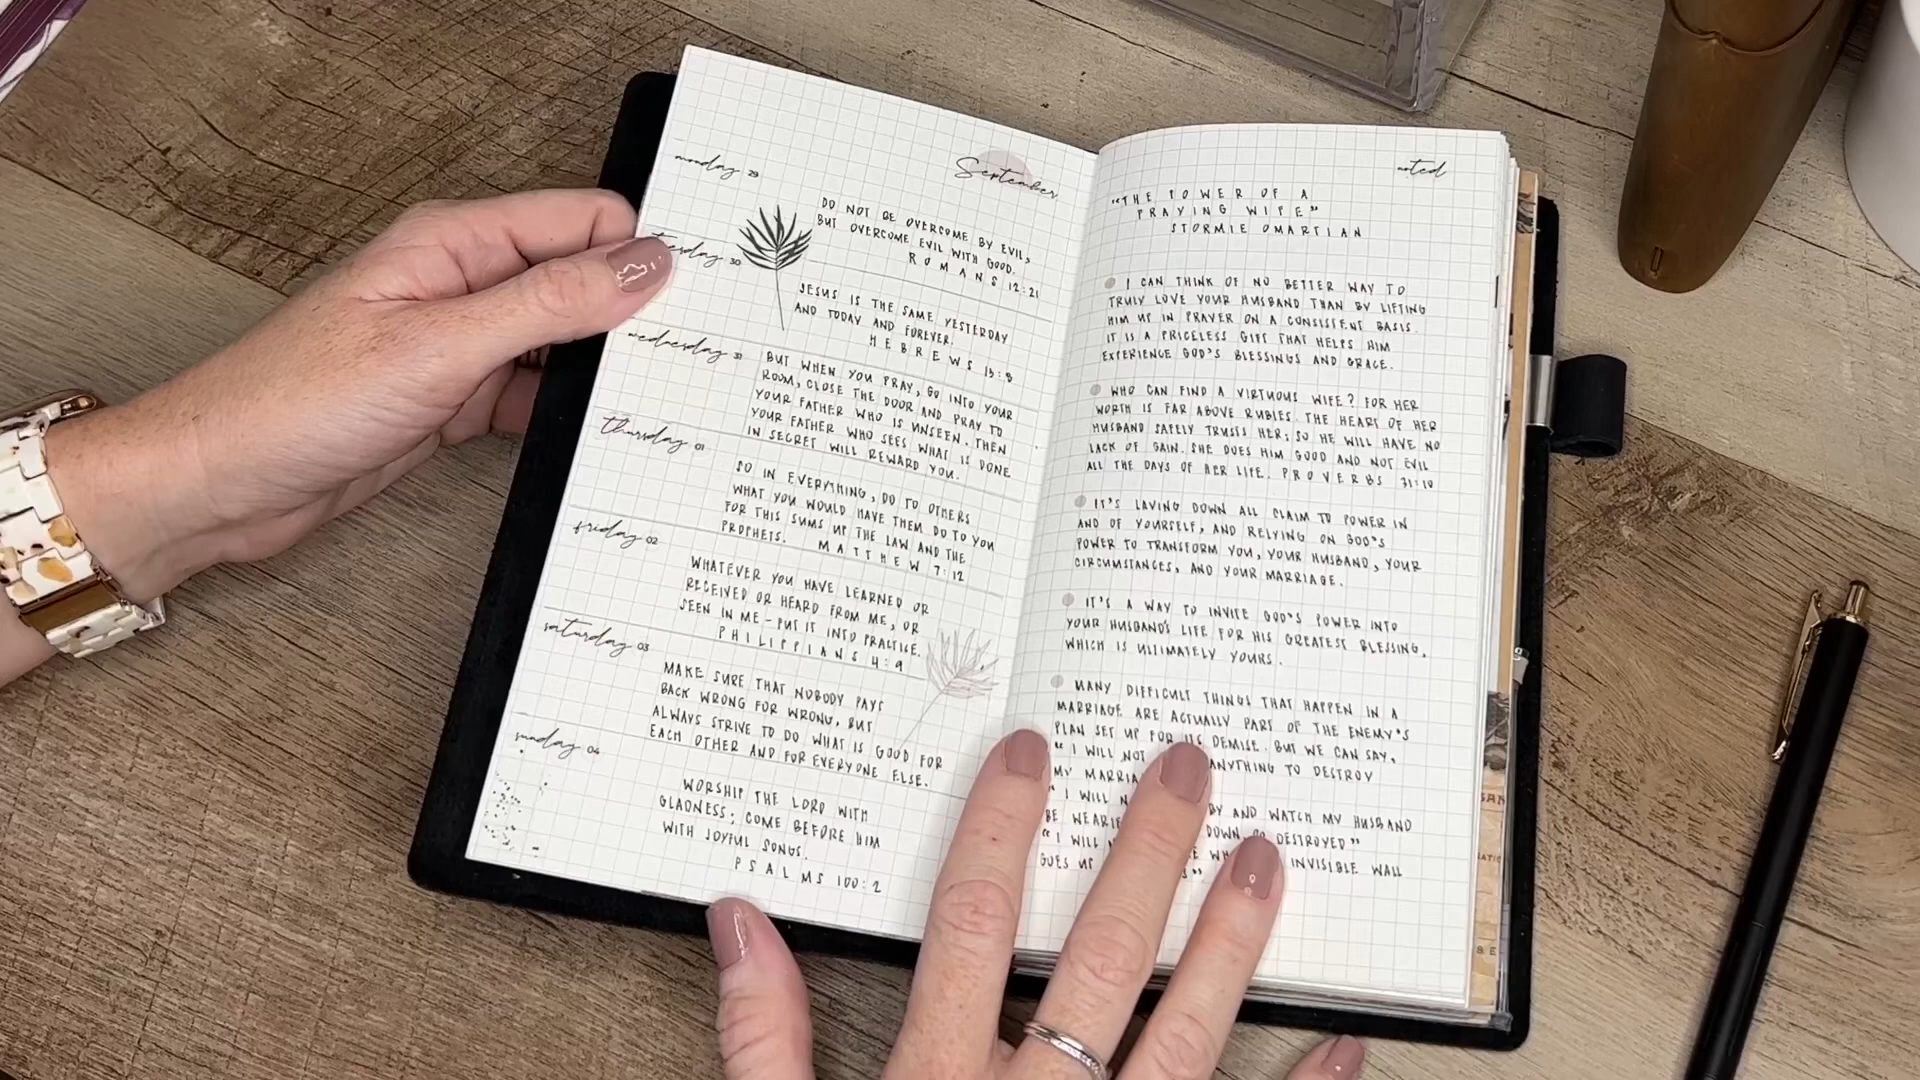 September
monday 29
DO NOT BE OVERCOME BY EVIL,
BUT OVERCOME EVIL WITH GOOD.
ROMANS 12:21
tuesday 30
JESUS IS THE SAME YESTERDAY
AND TODAY AND FOREVER.
HEBREWS 13:8
wednesday 31
BUT WHEN YOU PRAY, GO INTO YOUR
ROOM, CLOSE THE DOOR AND PRAY TO
YOUR FATHER WHO IS UNSEEN. THEN
YOUR FATHER WHO SEES WHAT IS DONE
IN SECRET WILL REWARD YOU.
thursday 01
SO IN EVERYTHING, DO TO OTHERS
WHAT YOU WOULD HAVE THEM DO TO YOU
FOR THIS SUMS UP THE LAW AND THE
PROPHETS. MATTHEW 7:12
friday 02
WHATEVER YOU HAVE LEARNED OR
RECEIVED OR HEARD FROM ME, OR
SEEN IN ME - PUT IT INTO PRACTICE.
PHILIPPIANS 4:9
saturday 03
MAKE SURE THAT NOBODY PAYS
BACK WRONG FOR WRONG, BUT
ALWAYS STRIVE TO DO WHAT IS GOOD FOR
EACH OTHER AND FOR EVERYONE ELSE.
sunday 04
WORSHIP THE LORD WITH
GLADNESS; COME BEFORE HIM
WITH JOYFUL SONGS.
PSALMS 100:2
noted
"THE POWER OF A
PRAYING WIFE"
STORMIE OMARTIAN
I CAN THINK OF NO BETTER WAY TO
TRULY LOVE YOUR HUSBAND THAN BY LIFTING
HIM UP IN PRAYER ON A CONSISTENT BASIS.
IT IS A PRICELESS GIFT THAT HELPS HIM
EXPERIENCE GOD'S BLESSINGS AND GRACE.
WHO CAN FIND A VIRTUOUS WIFE? FOR HER
WORTH IS FAR ABOVE RUBIES. THE HEART OF HER
HUSBAND SAFELY TRUSTS HER; SO HE WILL HAVE NO
LACK OF GAIN. SHE DOES HIM GOOD AND NOT EVIL
ALL THE DAYS OF HER LIFE. PROVERBS 31:10
IT'S LAYING DOWN ALL CLAIM TO POWER IN
AND OF YOURSELF, AND RELYING ON GOD'S
POWER TO TRANSFORM YOU, YOUR HUSBAND, YOUR
CIRCUMSTANCES, AND YOUR MARRIAGE.
IT'S A WAY TO INVITE GOD'S POWER INTO
YOUR HUSBAND'S LIFE FOR HIS GREATEST BLESSING,
WHICH IS ULTIMATELY YOURS.
MANY DIFFICULT THINGS THAT HAPPEN IN A
MARRIAGE ARE ACTUALLY PART OF THE ENEMY'S
PLAN SET UP FOR ITS DEMISE. BUT WE CAN SAY,
"I WILL NOT ANYTHING TO DESTROY
MY
"I WILL BY AND WATCH MY HUSBAND
BE DOWN DESTROYED"
"I WILL INVISIBLE WALL
GOES UP